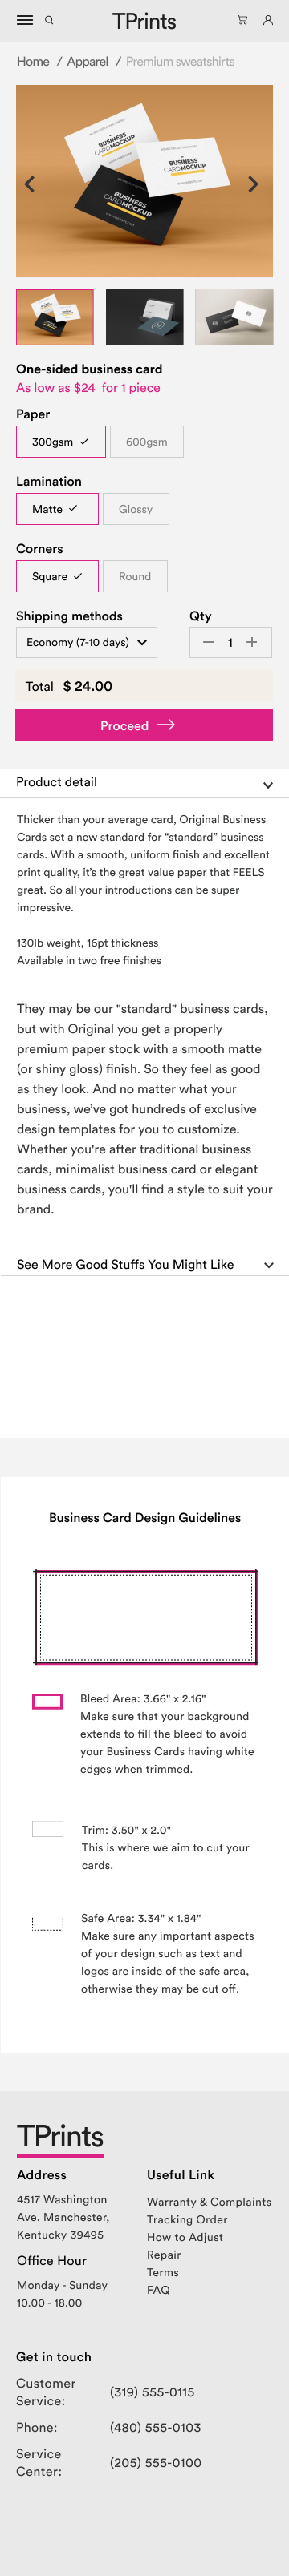 TPrints
Home / Apparel / Premium sweatshirts
BUSINESS
CARDMOCKUP
BUSINESS
CARDMOCKUP
BUSINESS
CARDMOCKUP
One-sided business card
As low as $24 for 1 piece
Paper
300gsm 600gsm
Lamination
Matte Glossy
Corners
Square Round
Shipping methods Qty
Economy (7-10 days) 1
Total $ 24.00
Proceed
Product detail
Thicker than your average card, Original Business
Cards set a new standard for “standard” business
cards. With a smooth, uniform finish and excellent
print quality, it’s the great value paper that FEELS
great. So all your introductions can be super
impressive.
130lb weight, 16pt thickness
Available in two free finishes
They may be our "standard" business cards,
but with Original you get a properly
premium paper stock with a smooth matte
(or shiny gloss) finish. So they feel as good
as they look. And no matter what your
business, we’ve got hundreds of exclusive
design templates for you to customize.
Whether you're after traditional business
cards, minimalist business card or elegant
business cards, you'll find a style to suit your
brand.
See More Good Stuffs You Might Like
Business Card Design Guidelines
Bleed Area: 3.66" x 2.16"
Make sure that your background
extends to fill the bleed to avoid
your Business Cards having white
edges when trimmed.
Trim: 3.50" x 2.0"
This is where we aim to cut your
cards.
Safe Area: 3.34" x 1.84"
Make sure any important aspects
of your design such as text and
logos are inside of the safe area,
otherwise they may be cut off.
TPrints
Address
4517 Washington
Ave. Manchester,
Kentucky 39495
Office Hour
Monday - Sunday
10.00 - 18.00
Useful Link
Warranty & Complaints
Tracking Order
How to Adjust
Repair
Terms
FAQ
Get in touch
Customer
Service: (319) 555-0115
Phone: (480) 555-0103
Service
Center: (205) 555-0100